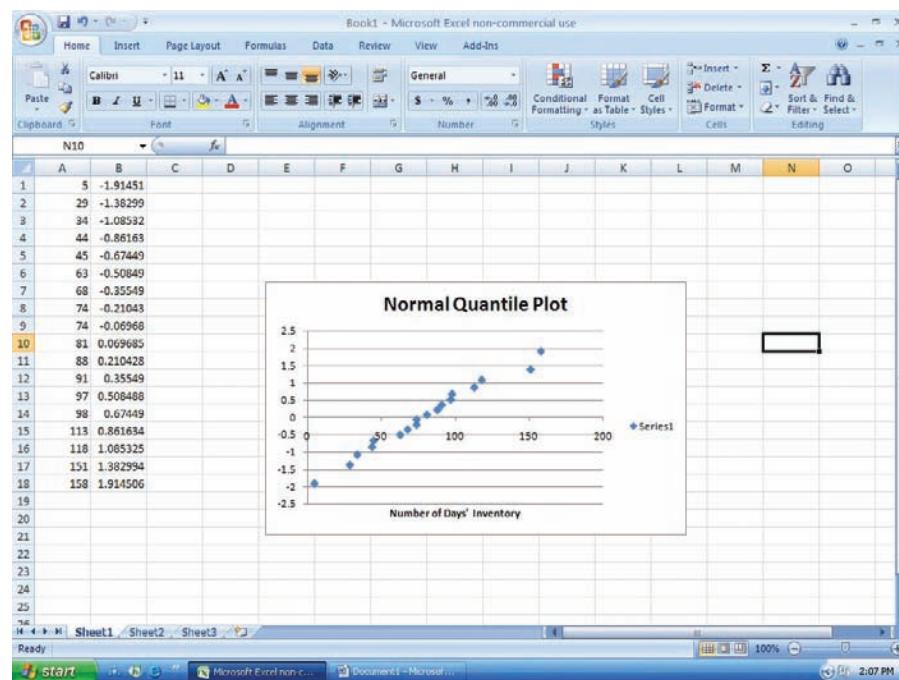 Book1 - Microsoft Excel non-commercial use
Home Insert Page Layout Formulas Data Review View Add-Ins
Calibri 11 General
Paste
B I U
$ % ,
Conditional Formatting Format as Table Cell Styles
Insert
Delete
Format
Sort & Filter Find & Select
Clipboard Font Alignment Number Styles Cells Editing
N10 fx
A B C D E F G H I J K L M N O
1 5 -1.91451
2 29 -1.38299
3 34 -1.08532
4 44 -0.86163
5 45 -0.67449
6 63 -0.50849
7 68 -0.35549
8 74 -0.21043
9 74 -0.06968
10 81 0.069685
11 88 0.210428
12 91 0.35549
13 97 0.508488
14 98 0.67449
15 113 0.861634
16 118 1.085325
17 151 1.382994
18 158 1.914506
19
20
21
22
23
24
25
Normal Quantile Plot
2.5
2
1.5
1
0.5
0
-0.5 0 50 100 150 200
-1
-1.5
-2
-2.5
Series1
Number of Days' Inventory
Sheet1 Sheet2 Sheet3
Ready 100%
start Microsoft Excel non-c... Document1 - Microsof... 2:07 PM